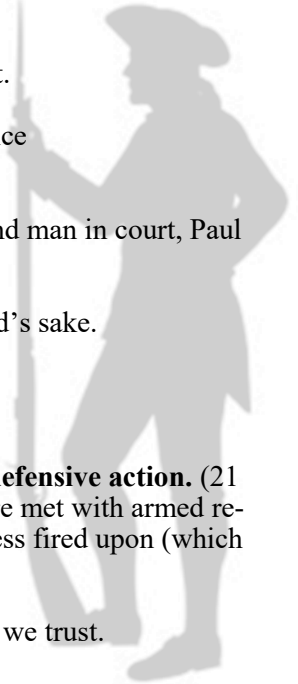 t.
ce
nd man in court, Paul
d’s sake.
efensive action. (21
e met with armed re-
ess fired upon (which
we trust.